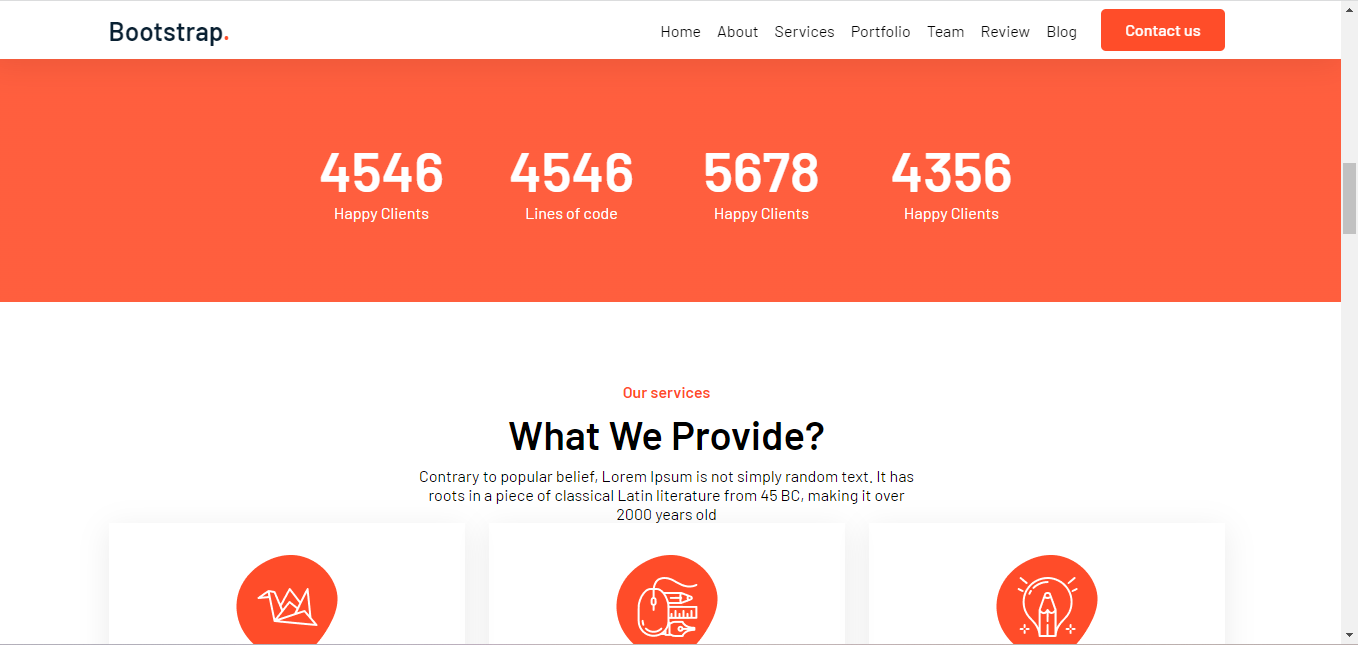 Bootstrap.
Home About Services Portfolio Team Review Blog Contact us
4546 4546 5678 4356
Happy Clients Lines of code Happy Clients Happy Clients
Our services
What We Provide?
Contrary to popular belief, Lorem Ipsum is not simply random text. It has
roots in a piece of classical Latin literature from 45 BC, making it over
2000 years old